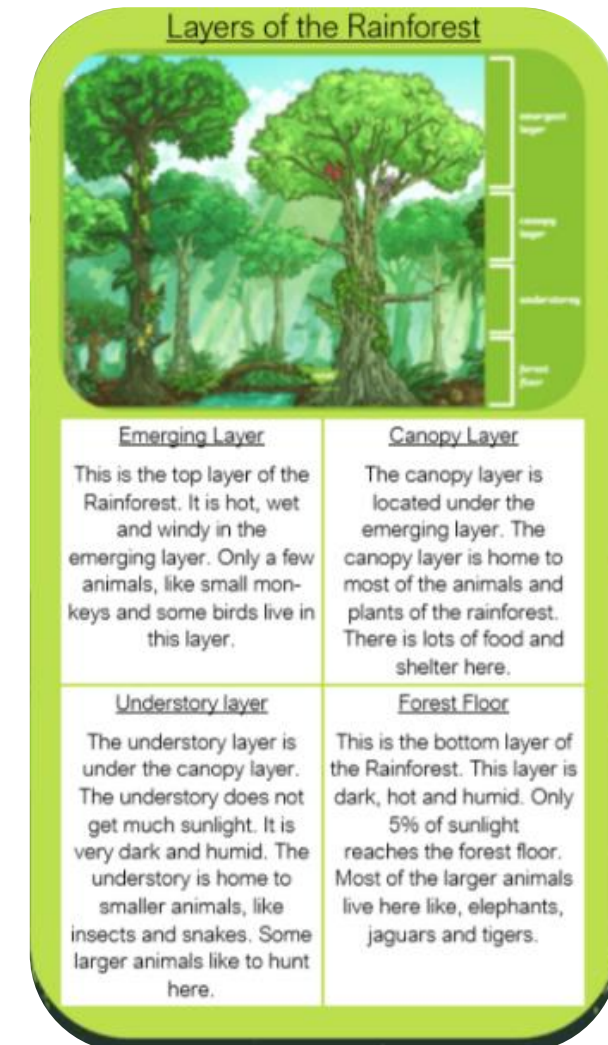 Layers of the Rainforest
emergent
layer
canopy
layer
understorey
forest
floor
Emerging Layer
This is the top layer of the
Rainforest. It is hot, wet
and windy in the
emerging layer. Only a few
animals, like small mon-
keys and some birds live in
this layer.
Canopy Layer
The canopy layer is
located under the
emerging layer. The
canopy layer is home to
most of the animals and
plants of the rainforest.
There is lots of food and
shelter here.
Understory layer
The understory layer is
under the canopy layer.
The understory does not
get much sunlight. It is
very dark and humid. The
understory is home to
smaller animals, like
insects and snakes. Some
larger animals like to hunt
here.
Forest Floor
This is the bottom layer of
the Rainforest. This layer is
dark, hot and humid. Only
5% of sunlight
reaches the forest floor.
Most of the larger animals
live here like, elephants,
jaguars and tigers.